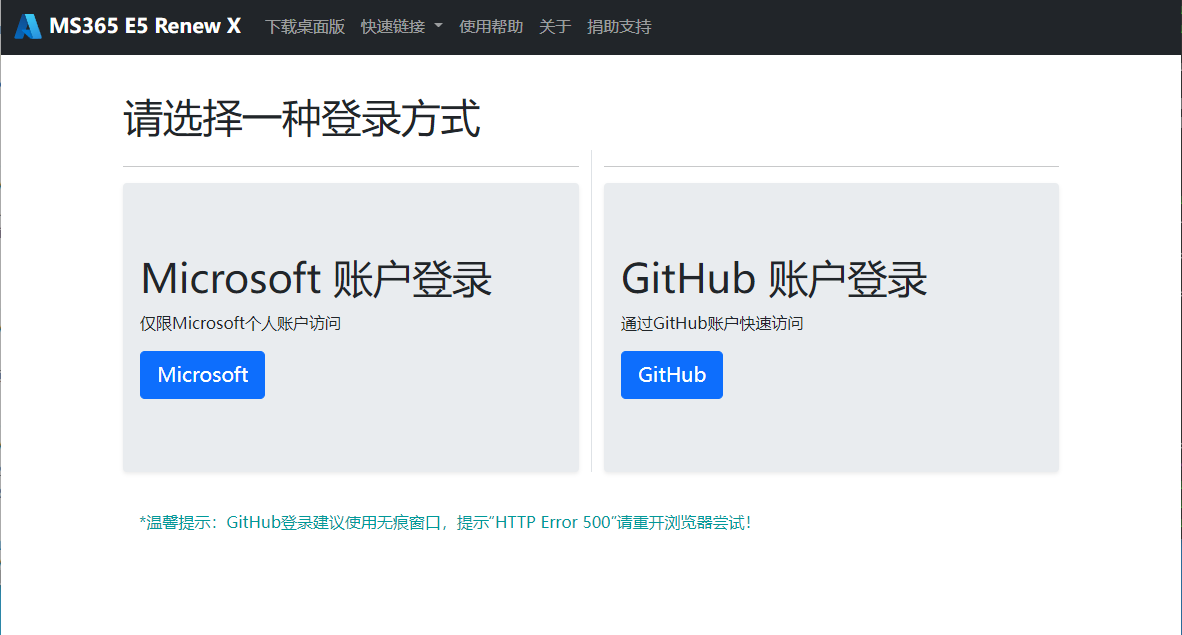 MS365 E5 Renew X 下载桌面版 快速链接 使用帮助 关于 捐助支持
请选择一种登录方式
Microsoft 账户登录
仅限Microsoft个人账户访问
Microsoft
GitHub 账户登录
通过GitHub账户快速访问
GitHub
*温馨提示：GitHub登录建议使用无痕窗口，提示“HTTP Error 500”请重开浏览器尝试！